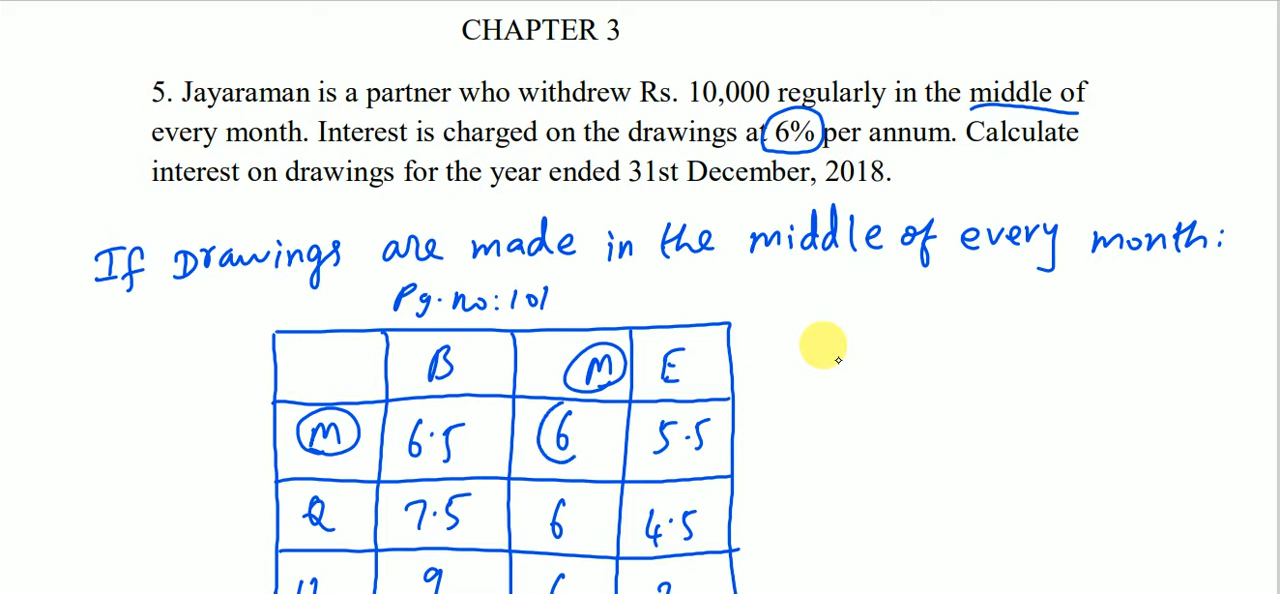 CHAPTER 3
5. Jayaraman is a partner who withdrew Rs. 10,000 regularly in the middle of
every month. Interest is charged on the drawings at 6% per annum. Calculate
interest on drawings for the year ended 31st December, 2018.
If Drawings are made in the middle of every month:
Pg. no: 101
B M E
M 6.5 6 5.5
Q 7.5 6 4.5
9